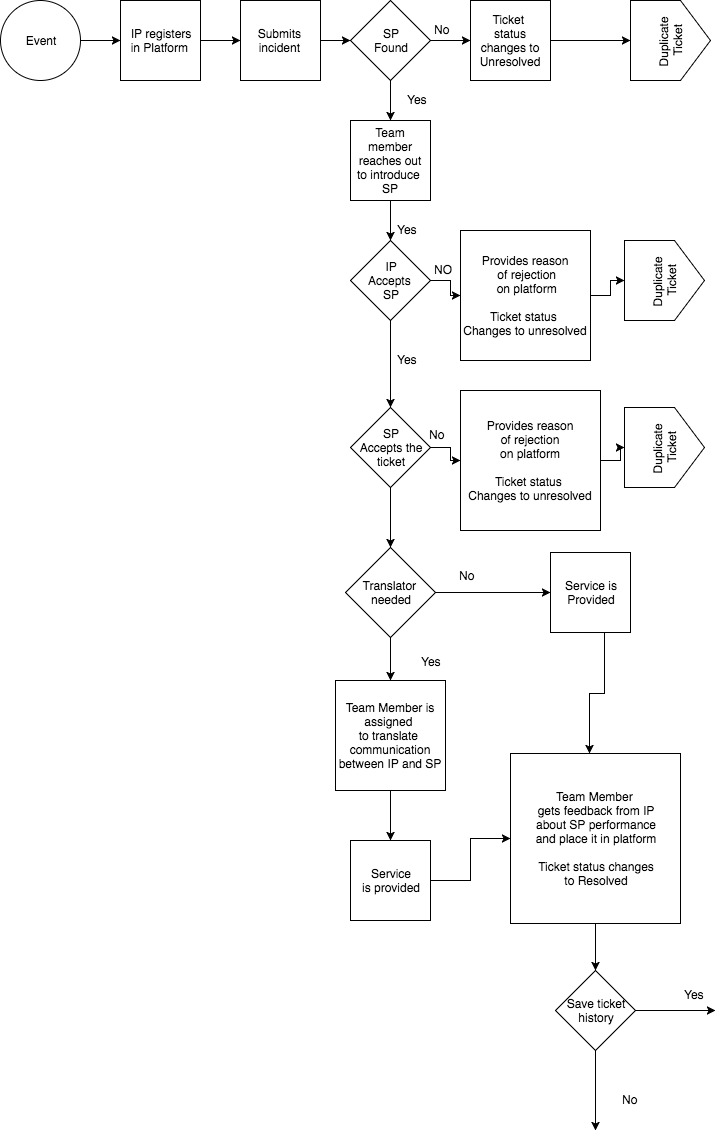 Event
IP registers
in Platform
Submits
incident
SP
Found
No
Ticket
status
changes to
Unresolved
Duplicate
Ticket
Yes
Team
member
reaches out
to introduce
SP
Yes
IP
Accepts
SP
NO
Provides reason
of rejection
on platform
Ticket status
Changes to unresolved
Duplicate
Ticket
Yes
SP
Accepts the
ticket
No
Provides reason
of rejection
on platform
Ticket status
Changes to unresolved
Duplicate
Ticket
Translator
needed
No
Service is
Provided
Yes
Team Member is
assigned
to translate
communication
between IP and SP
Service
is provided
Team Member
gets feedback from IP
about SP performance
and place it in platform
Ticket status changes
to Resolved
Save ticket
history
Yes
No